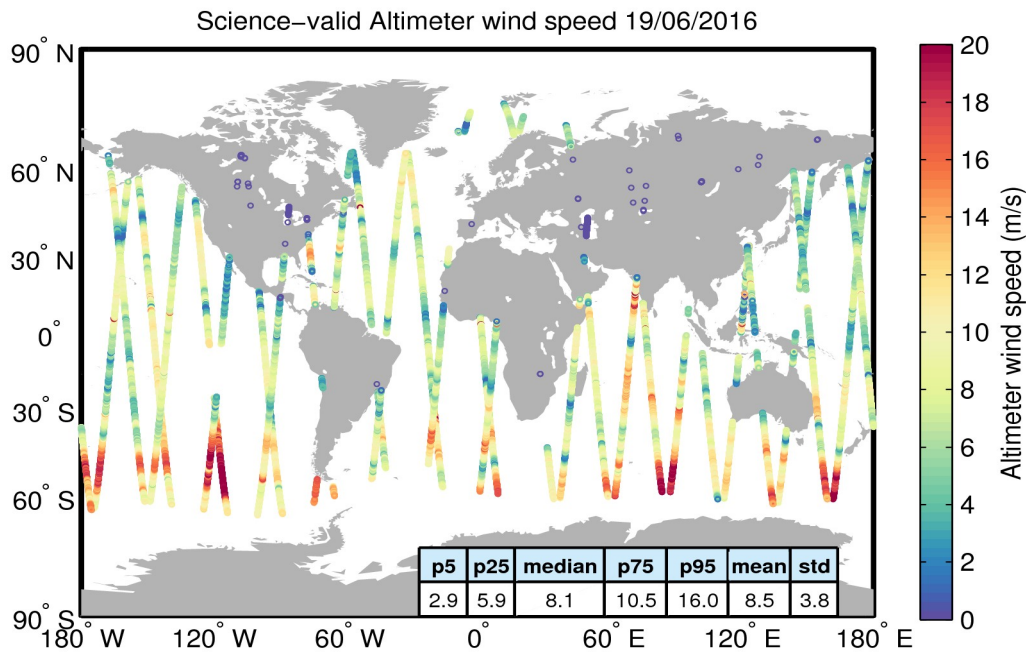 Science−valid Altimeter wind speed 19/06/2016
90° N
60° N
30° N
0°
30° S
60° S
90° S
180° W
120° W
60° W
0°
60° E
120° E
180° E
p5 p25 median p75 p95 mean std
2.9 5.9 8.1 10.5 16.0 8.5 3.8
20
18
16
14
12
10
8
6
4
2
0
Altimeter wind speed (m/s)